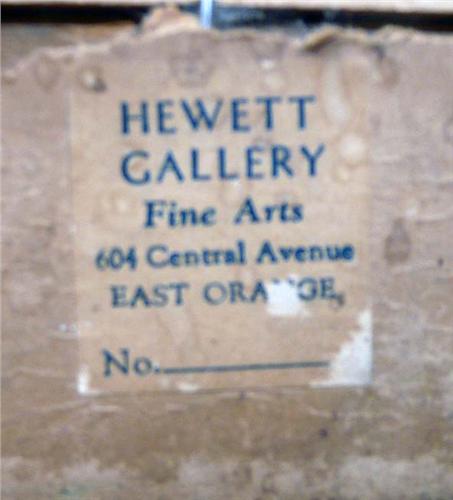 HEWETT
GALLERY
Fine Arts
604 Central Avenue
EAST ORANGE,
No.